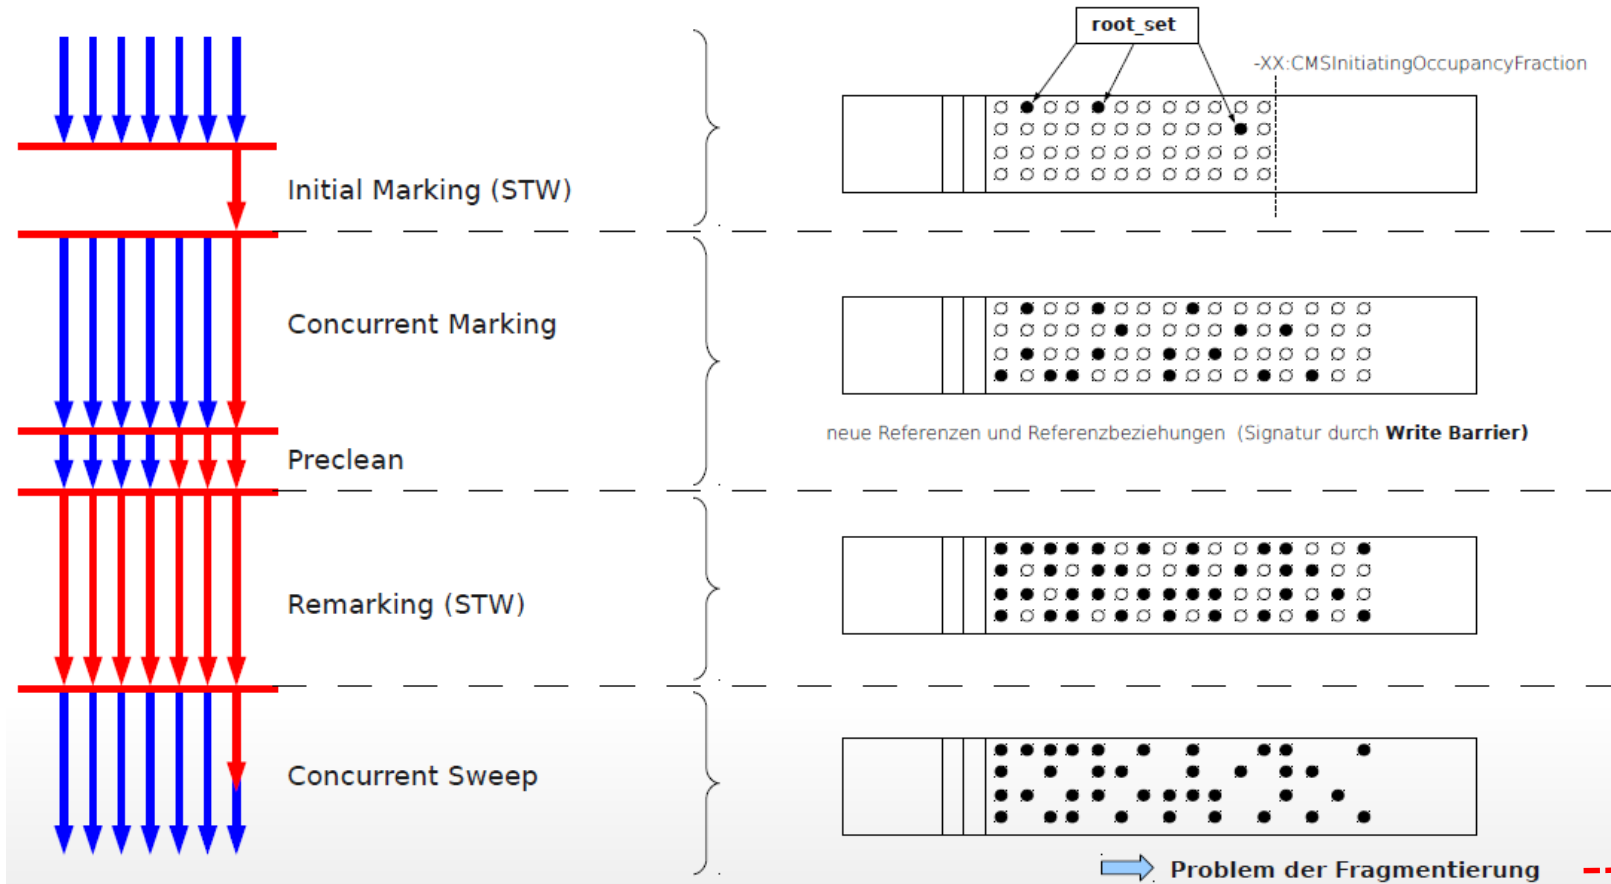 root_set
-XX:CMSInitiatingOccupancyFraction
Initial Marking (STW)
Concurrent Marking
neue Referenzen und Referenzbeziehungen (Signatur durch Write Barrier)
Preclean
Remarking (STW)
Concurrent Sweep
Problem der Fragmentierung